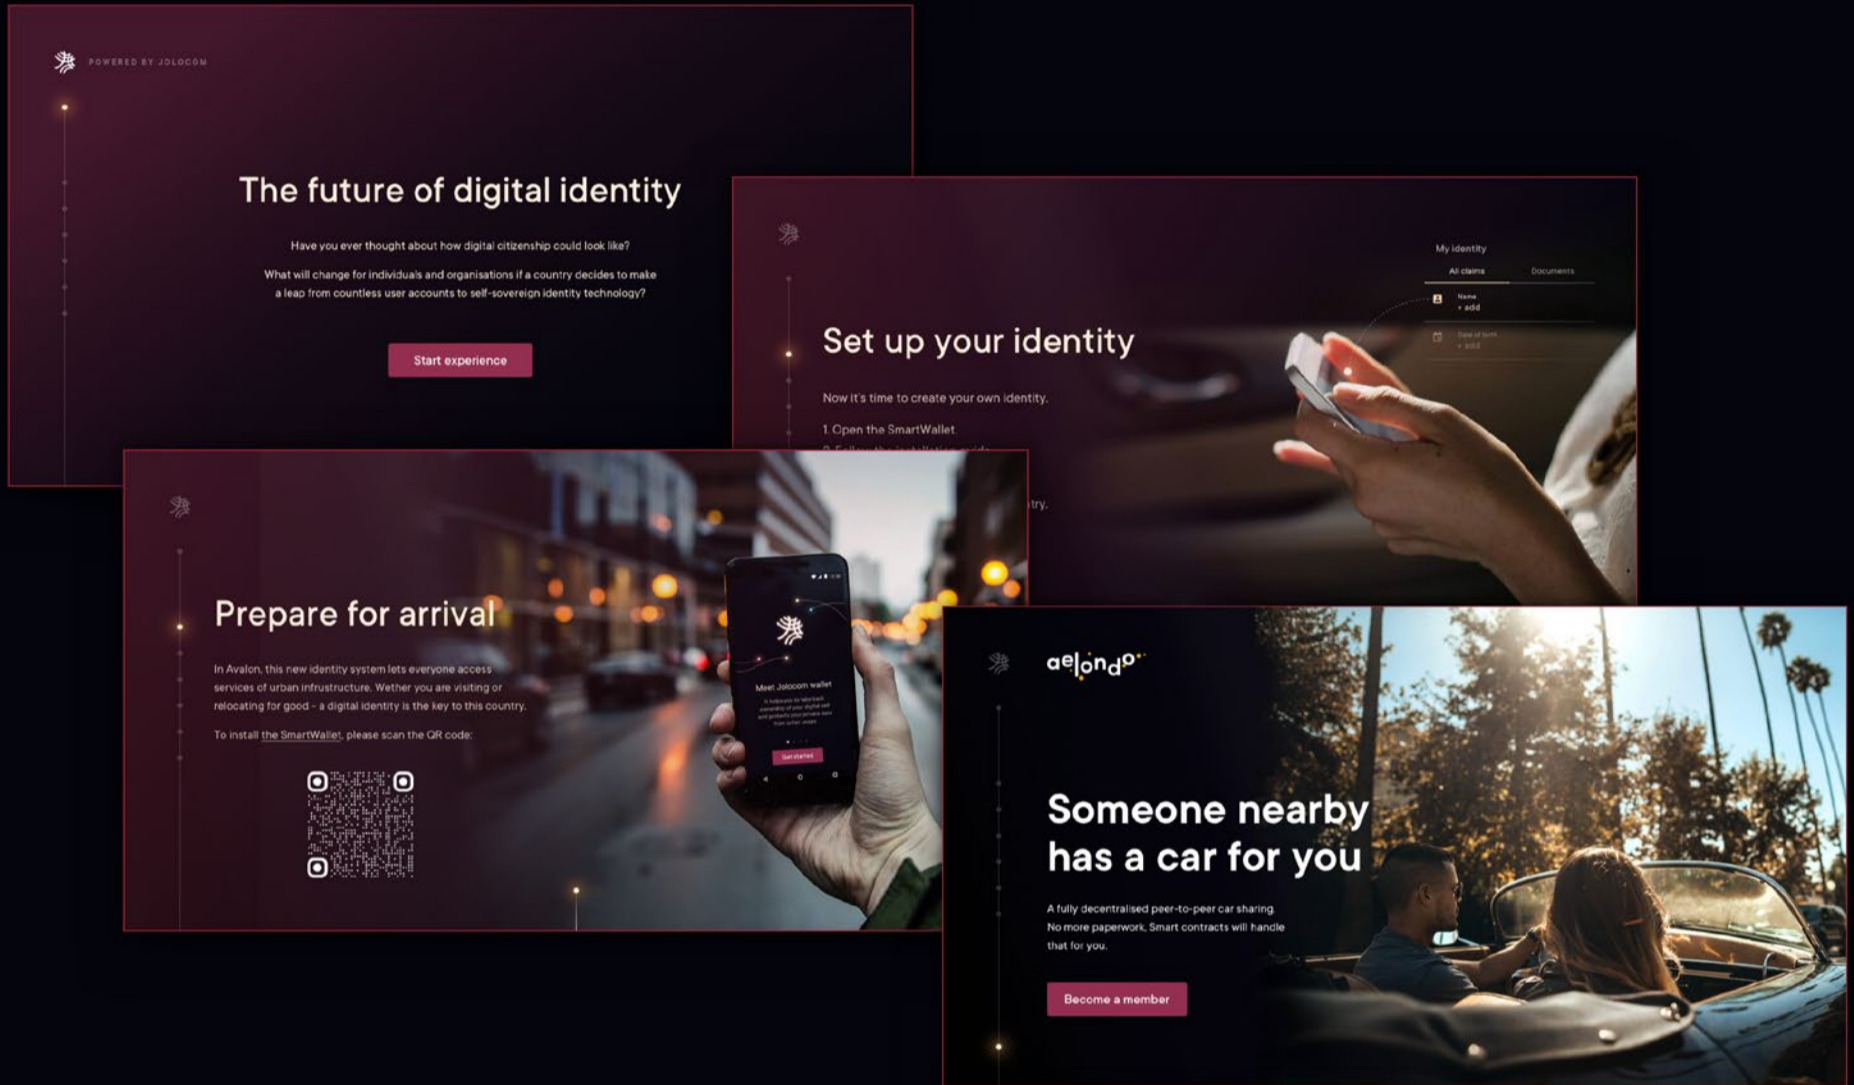 POWERED BY JOLOCOM
The future of digital identity
Have you ever thought about how digital citizenship could look like?
What will change for individuals and organisations if a country decides to make
a leap from countless user accounts to self-sovereign identity technology?
Start experience
My identity
All claims Documents
Name
+ add
Date of birth
+ add
Set up your identity
Now it's time to create your own identity.
1. Open the SmartWallet.
try.
Prepare for arrival
In Avalon, this new identity system lets everyone access
services of urban infrustructure. Wether you are visiting or
relocating for good - a digital identity is the key to this country.
To install the SmartWallet, please scan the QR code:
Meet Jolocom wallet
Get started
aelondo
Someone nearby
has a car for you
A fully decentralised peer-to-peer car sharing.
No more paperwork, Smart contracts will handle
that for you.
Become a member